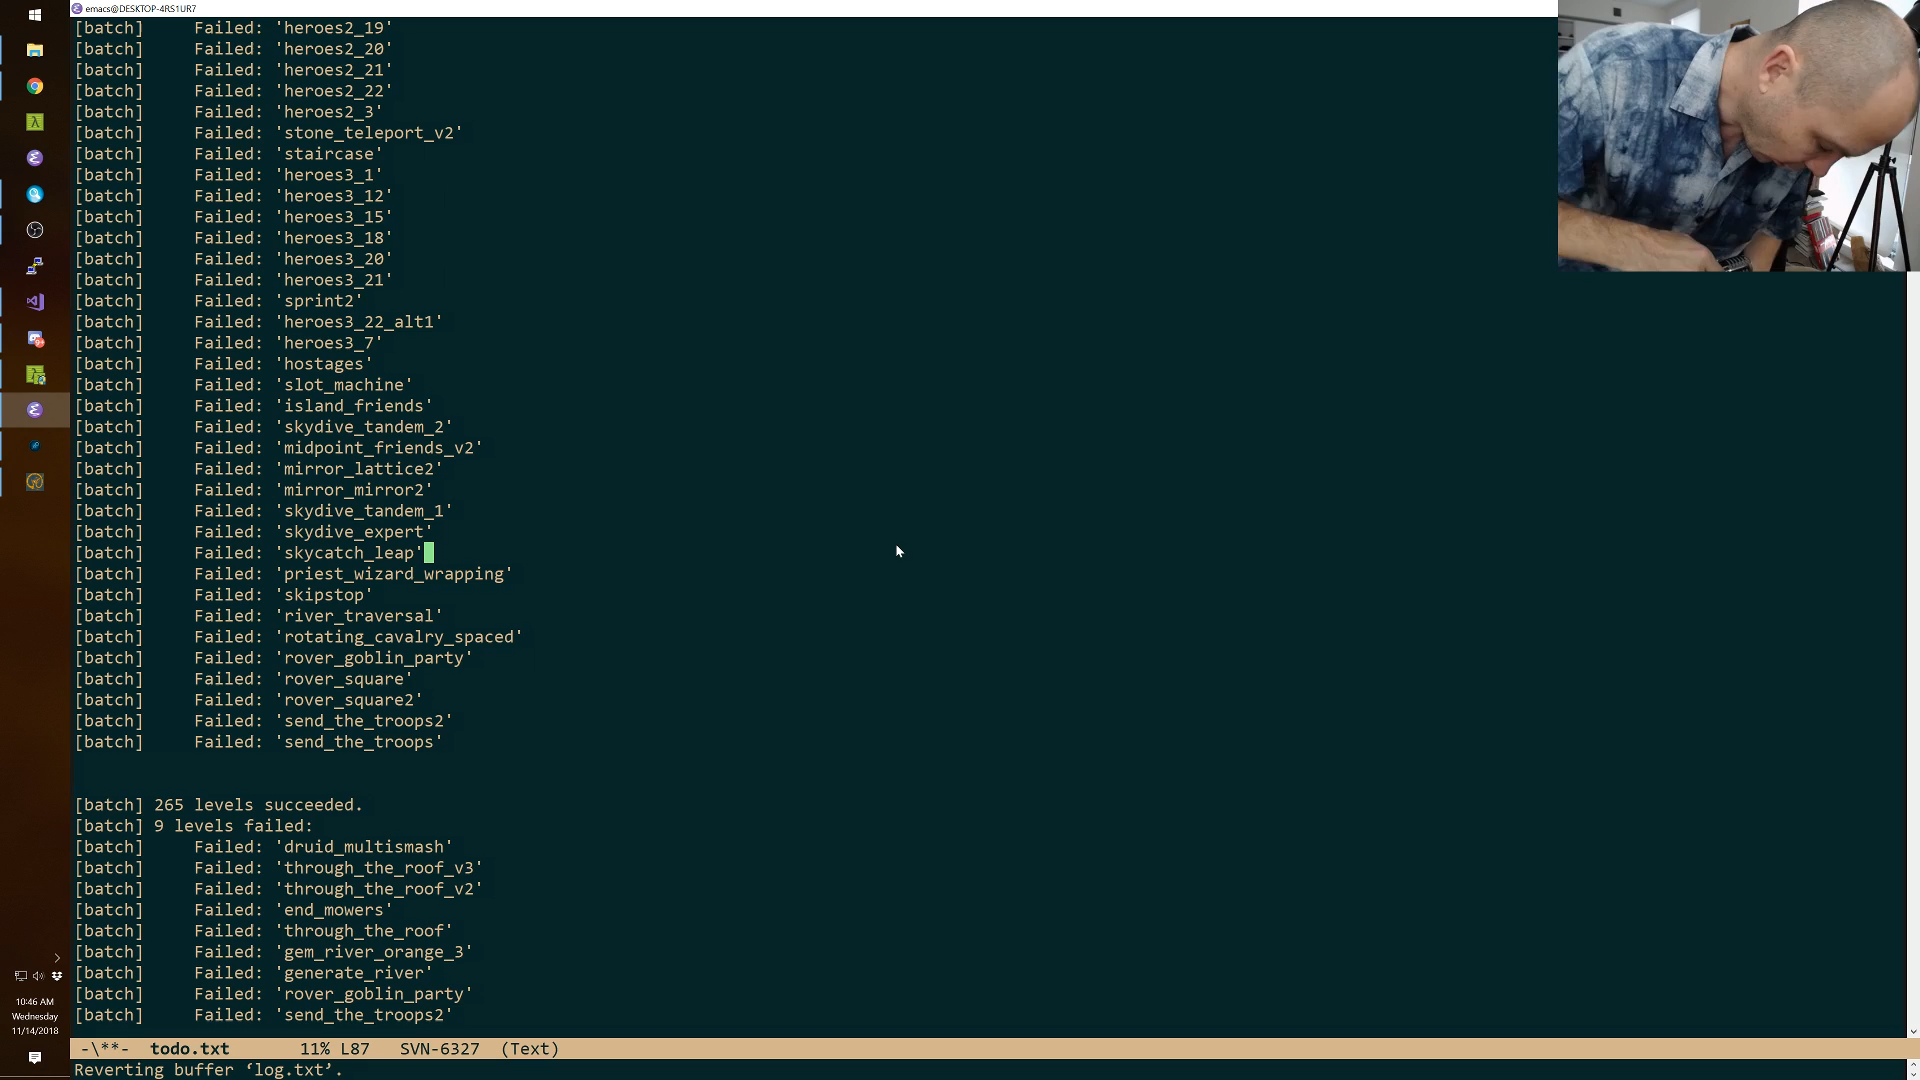 emacs@DESKTOP-4RS1UR7
[batch]     Failed: 'heroes2_19'
[batch]     Failed: 'heroes2_20'
[batch]     Failed: 'heroes2_21'
[batch]     Failed: 'heroes2_22'
[batch]     Failed: 'heroes2_3'
[batch]     Failed: 'stone_teleport_v2'
[batch]     Failed: 'staircase'
[batch]     Failed: 'heroes3_1'
[batch]     Failed: 'heroes3_12'
[batch]     Failed: 'heroes3_15'
[batch]     Failed: 'heroes3_18'
[batch]     Failed: 'heroes3_20'
[batch]     Failed: 'heroes3_21'
[batch]     Failed: 'sprint2'
[batch]     Failed: 'heroes3_22_alt1'
[batch]     Failed: 'heroes3_7'
[batch]     Failed: 'hostages'
[batch]     Failed: 'slot_machine'
[batch]     Failed: 'island_friends'
[batch]     Failed: 'skydive_tandem_2'
[batch]     Failed: 'midpoint_friends_v2'
[batch]     Failed: 'mirror_lattice2'
[batch]     Failed: 'mirror_mirror2'
[batch]     Failed: 'skydive_tandem_1'
[batch]     Failed: 'skydive_expert'
[batch]     Failed: 'skycatch_leap'
[batch]     Failed: 'priest_wizard_wrapping'
[batch]     Failed: 'skipstop'
[batch]     Failed: 'river_traversal'
[batch]     Failed: 'rotating_cavalry_spaced'
[batch]     Failed: 'rover_goblin_party'
[batch]     Failed: 'rover_square'
[batch]     Failed: 'rover_square2'
[batch]     Failed: 'send_the_troops2'
[batch]     Failed: 'send_the_troops'
[batch] 265 levels succeeded.
[batch] 9 levels failed:
[batch]     Failed: 'druid_multismash'
[batch]     Failed: 'through_the_roof_v3'
[batch]     Failed: 'through_the_roof_v2'
[batch]     Failed: 'end_mowers'
[batch]     Failed: 'through_the_roof'
[batch]     Failed: 'gem_river_orange_3'
[batch]     Failed: 'generate_river'
[batch]     Failed: 'rover_goblin_party'
[batch]     Failed: 'send_the_troops2'
-\**-  todo.txt       11% L87   SVN-6327  (Text)
Reverting buffer ‘log.txt’.
10:46 AM
Wednesday
11/14/2018